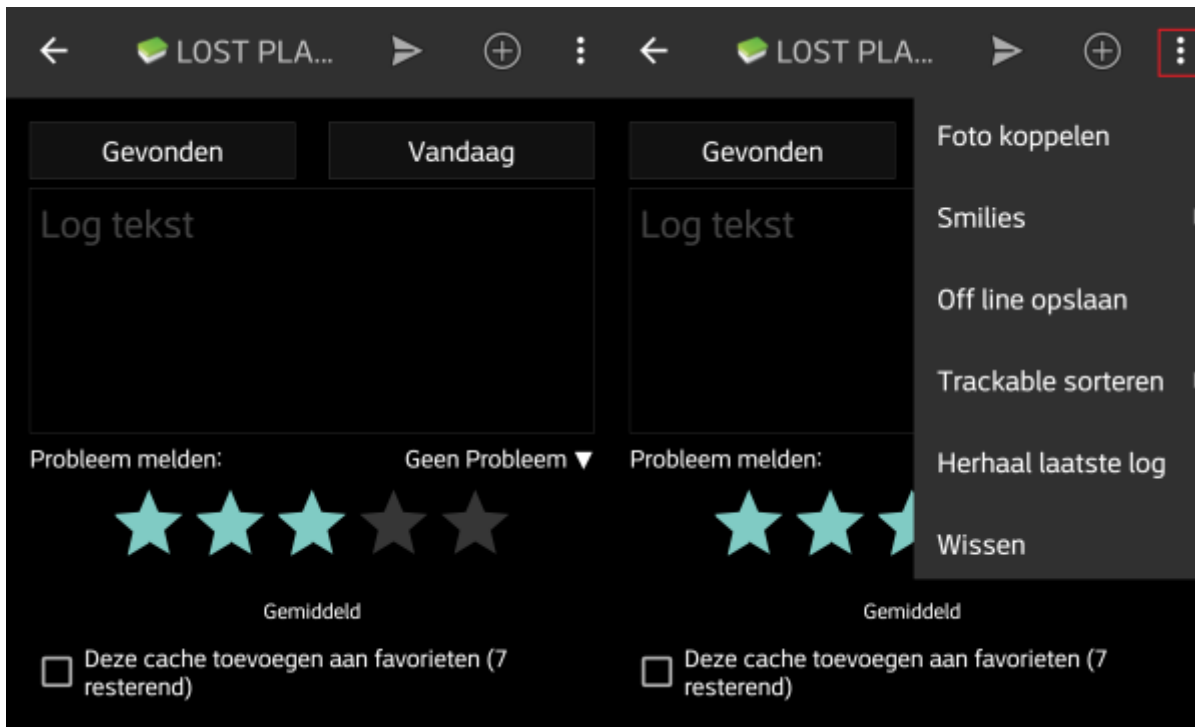 LOST PLA...
Gevonden
Vandaag
Log tekst
Probleem melden:
Geen Probleem ▼
Gemiddeld
Deze cache toevoegen aan favorieten (7
resterend)
LOST PLA...
Gevonden
Log tekst
Probleem melden:
Gemiddeld
Deze cache toevoegen aan favorieten (7
resterend)
Foto koppelen
Smilies
Off line opslaan
Trackable sorteren
Herhaal laatste log
Wissen